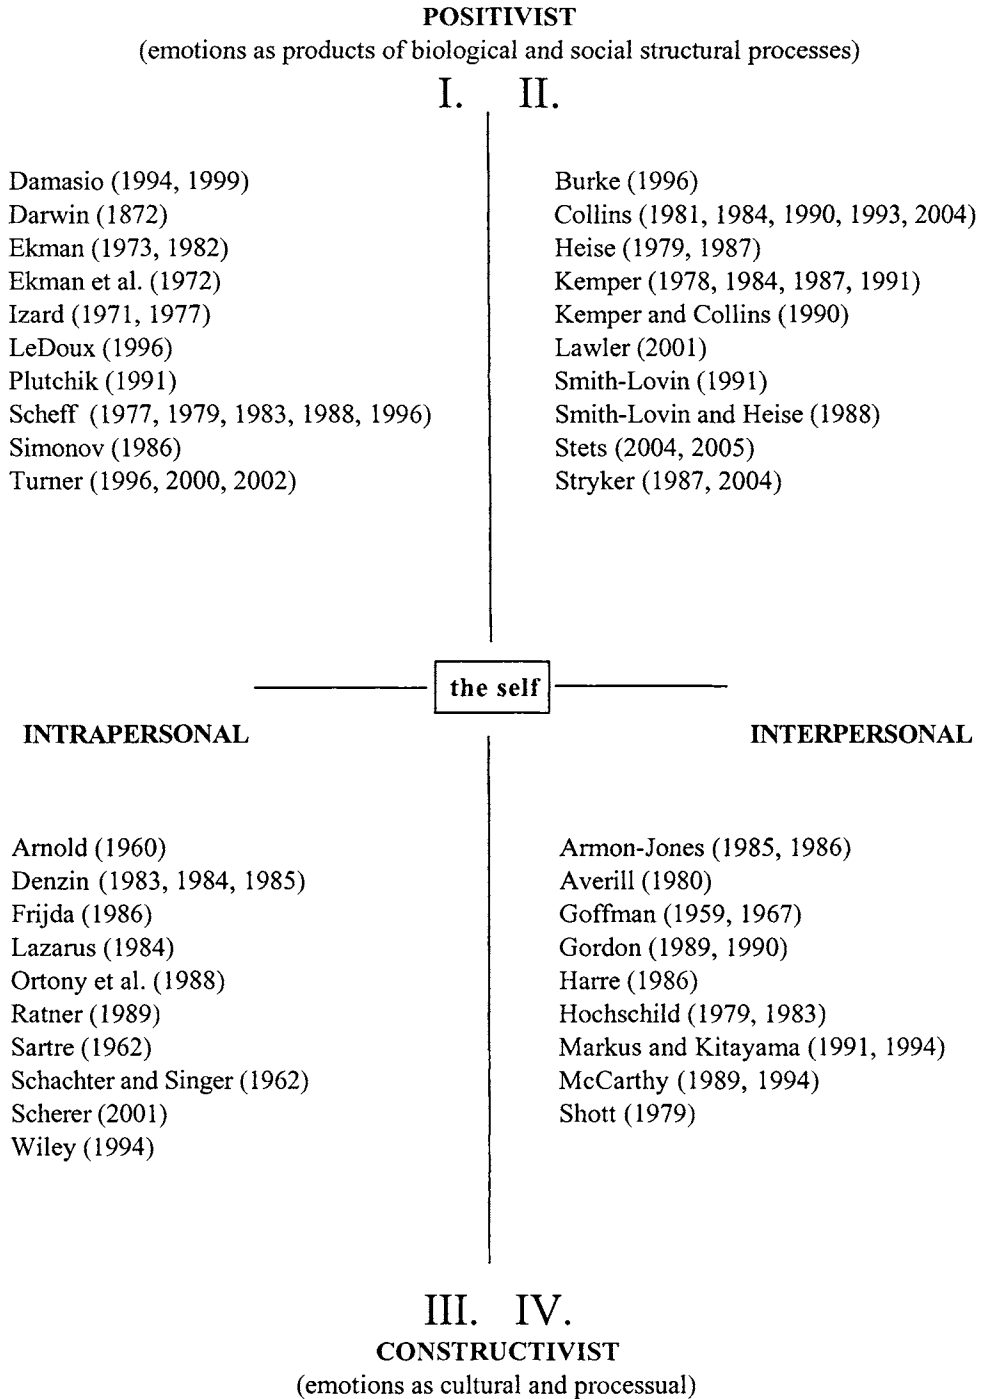 POSITIVIST
(emotions as products of biological and social structural processes)
I. II.
Damasio (1994, 1999)
Darwin (1872)
Ekman (1973, 1982)
Ekman et al. (1972)
Izard (1971, 1977)
LeDoux (1996)
Plutchik (1991)
Scheff (1977, 1979, 1983, 1988, 1996)
Simonov (1986)
Turner (1996, 2000, 2002)
Burke (1996)
Collins (1981, 1984, 1990, 1993, 2004)
Heise (1979, 1987)
Kemper (1978, 1984, 1987, 1991)
Kemper and Collins (1990)
Lawler (2001)
Smith-Lovin (1991)
Smith-Lovin and Heise (1988)
Stets (2004, 2005)
Stryker (1987, 2004)
the self
INTRAPERSONAL
INTERPERSONAL
Arnold (1960)
Denzin (1983, 1984, 1985)
Frijda (1986)
Lazarus (1984)
Ortony et al. (1988)
Ratner (1989)
Sartre (1962)
Schachter and Singer (1962)
Scherer (2001)
Wiley (1994)
Armon-Jones (1985, 1986)
Averill (1980)
Goffman (1959, 1967)
Gordon (1989, 1990)
Harre (1986)
Hochschild (1979, 1983)
Markus and Kitayama (1991, 1994)
McCarthy (1989, 1994)
Shott (1979)
III. IV.
CONSTRUCTIVIST
(emotions as cultural and processual)